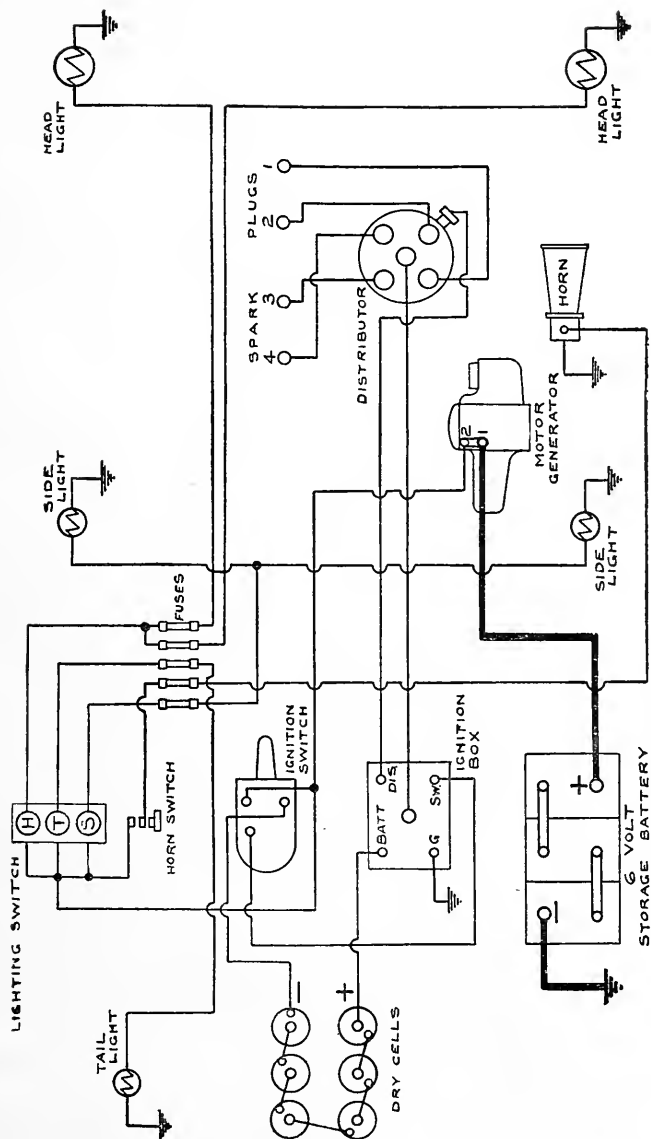 HEAD
LIGHT
HEAD
LIGHT
SPARK PLUGS
4 3 2 1
DISTRIBUTOR
HORN
2
1
MOTOR
GENERATOR
SIDE
LIGHT
SIDE
LIGHT
FUSES
IGNITION
SWITCH
BATT
DIS
G
SW
IGNITION
BOX
LIGHTING SWITCH
H
T
S
HORN SWITCH
+
−
6 VOLT
STORAGE BATTERY
TAIL
LIGHT
−
+
DRY CELLS